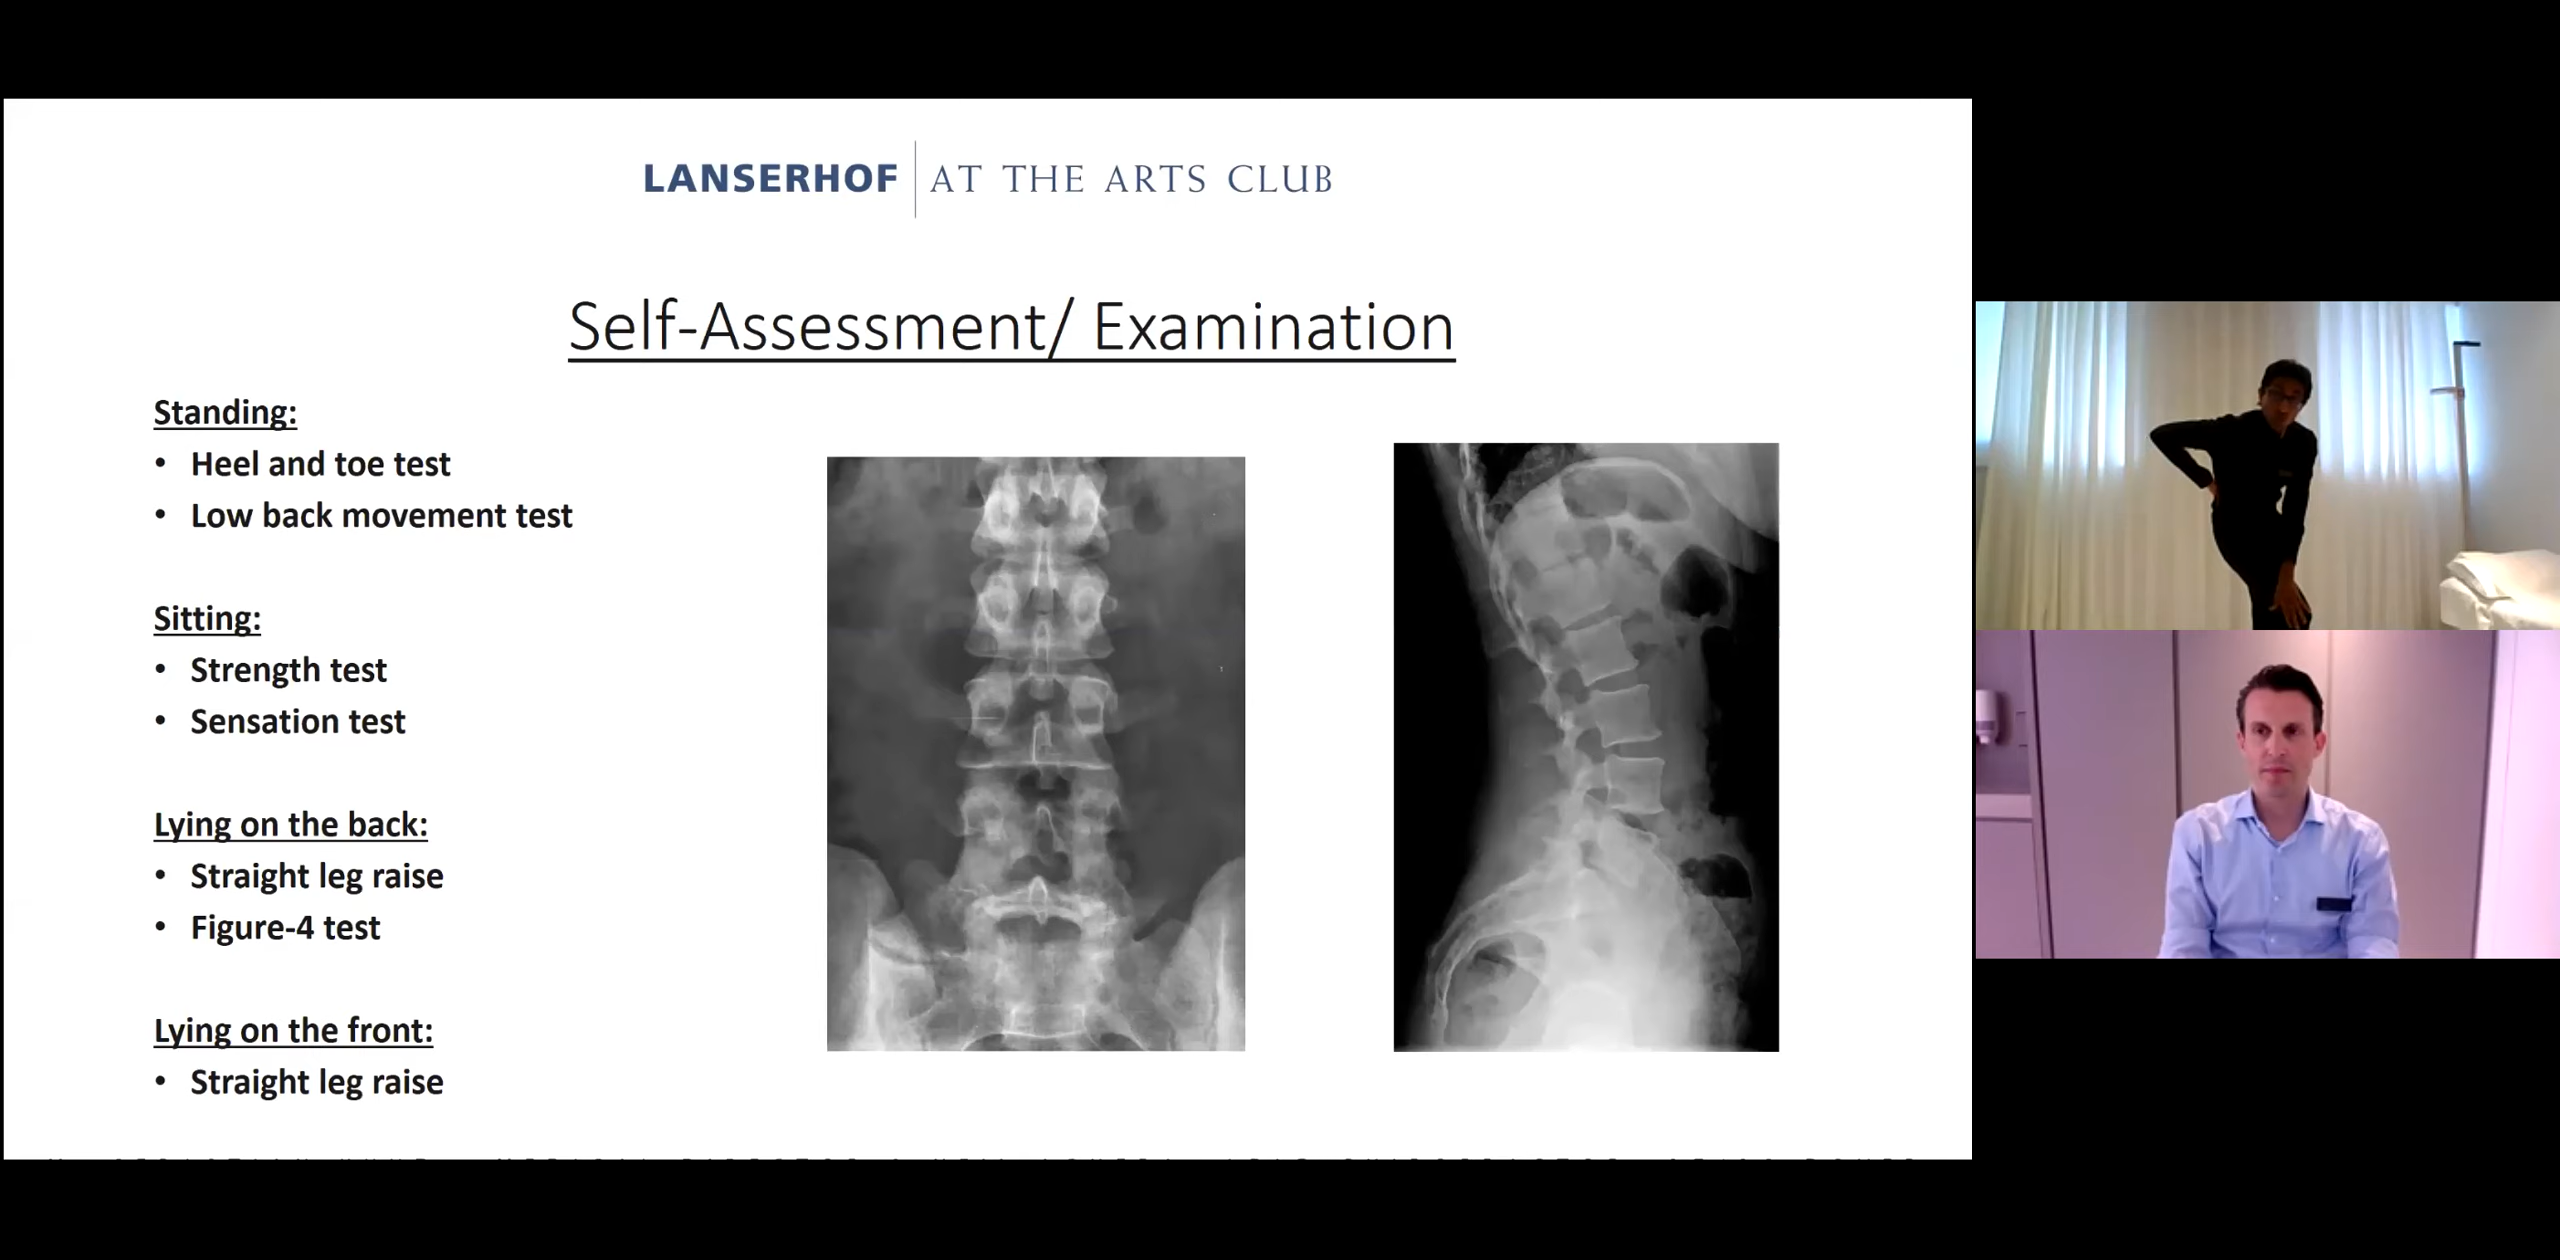 LANSERHOF AT THE ARTS CLUB
Self-Assessment/ Examination
Standing:
• Heel and toe test
• Low back movement test
Sitting:
• Strength test
• Sensation test
Lying on the back:
• Straight leg raise
• Figure-4 test
Lying on the front:
• Straight leg raise